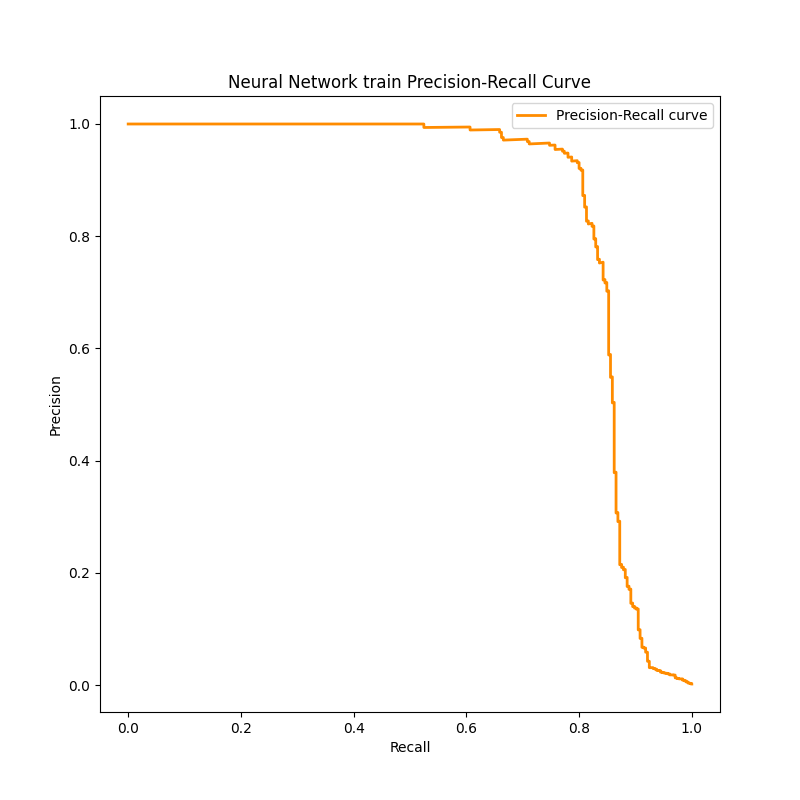 Neural Network train Precision-Recall Curve
Precision-Recall curve
1.0
0.8
0.6
0.4
0.2
0.0
Precision
0.0 0.2 0.4 0.6 0.8 1.0
Recall